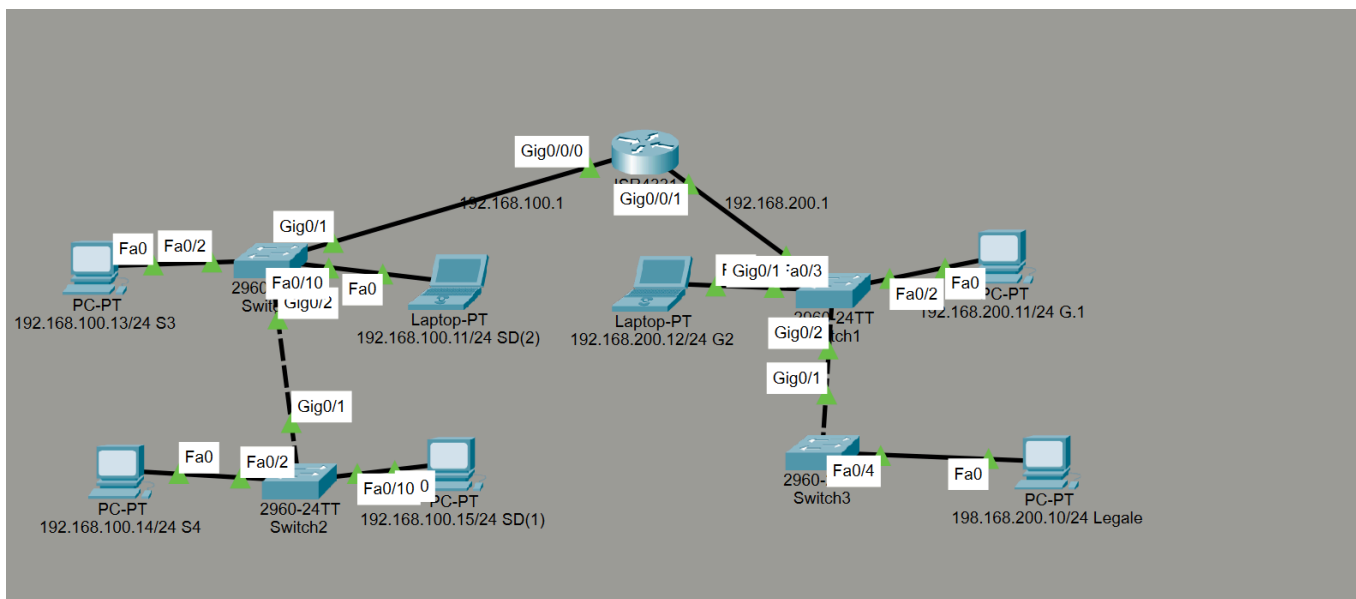 Gig0/0/0
ISR4331
Gig0/0/1
192.168.100.1
192.168.200.1
Gig0/1
Fa0
Fa0/2
Fa0/10
Gig0/2
Fa0
PC-PT
192.168.100.13/24 S3
Laptop-PT
192.168.100.11/24 SD(2)
Gig0/1
Fa0/3
Fa0/2
Fa0
Laptop-PT
192.168.200.12/24 G2
2960-24TT
PC-PT
192.168.200.11/24 G.1
Gig0/2
Gig0/1
Gig0/1
Fa0
Fa0/2
Fa0/10
PC-PT
192.168.100.14/24 S4
2960-24TT
Switch2
PC-PT
192.168.100.15/24 SD(1)
Fa0/4
Fa0
Switch3
PC-PT
198.168.200.10/24 Legale